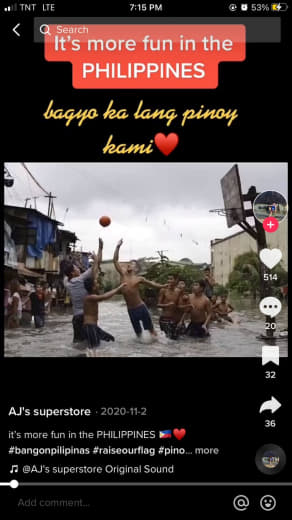 TNT LTE 7:15 PM 53%
Search
It's more fun in the
PHILIPPINES
bagyo ka lang pinoy
kami❤️
514
20
32
36
AJ's superstore · 2020-11-2
it's more fun in the PHILIPPINES 🇵🇭❤️
#bangonpilipinas #raiseourflag #pino... more
@AJ's superstore Original Sound
Add comment...